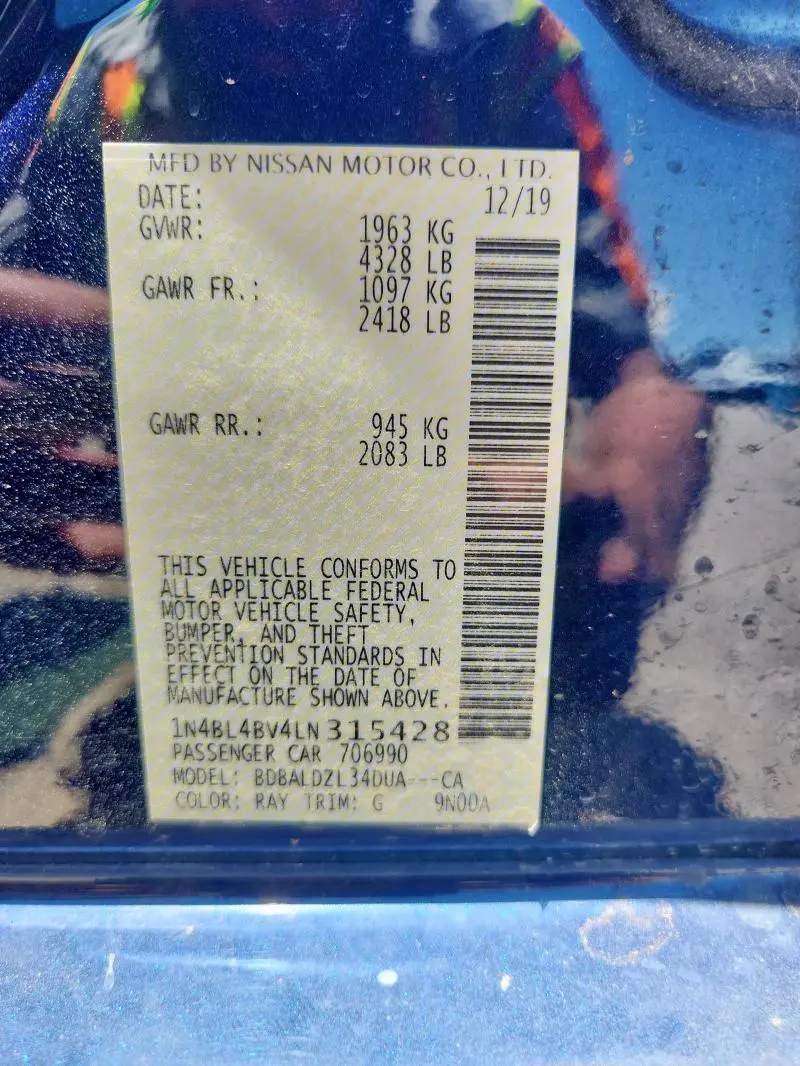 MFD BY NISSAN MOTOR CO., LTD.
DATE: 12/19
GVWR: 1963 KG
4328 LB
GAWR FR.: 1097 KG
2418 LB
GAWR RR.: 945 KG
2083 LB
THIS VEHICLE CONFORMS TO
ALL APPLICABLE FEDERAL
MOTOR VEHICLE SAFETY,
BUMPER, AND THEFT
PREVENTION STANDARDS IN
EFFECT ON THE DATE OF
MANUFACTURE SHOWN ABOVE.
1N4BL4BV4LN315428
PASSENGER CAR 706990
MODEL: BDBALDZL34DUA---CA
COLOR: RAY TRIM: G 9N00A